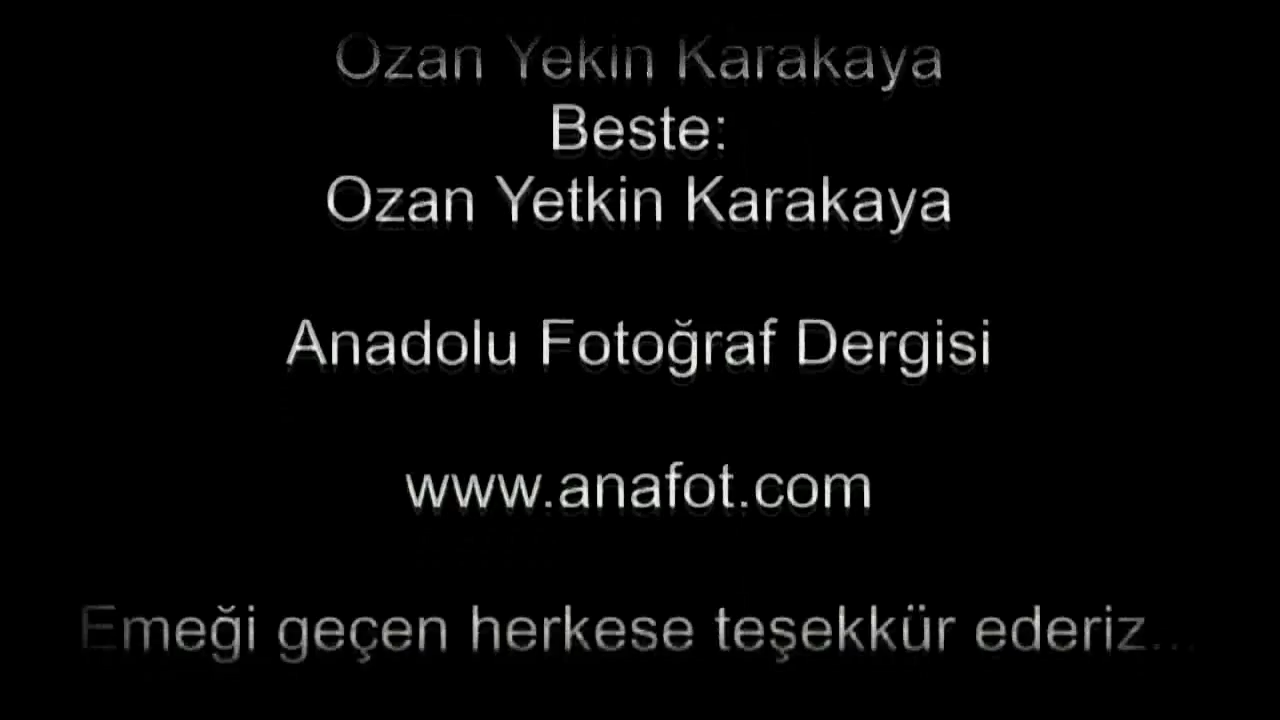 Ozan Yekin Karakaya
Beste:
Ozan Yetkin Karakaya
Anadolu Fotoğraf Dergisi
www.anafot.com
Emeği geçen herkese teşekkür ederiz...